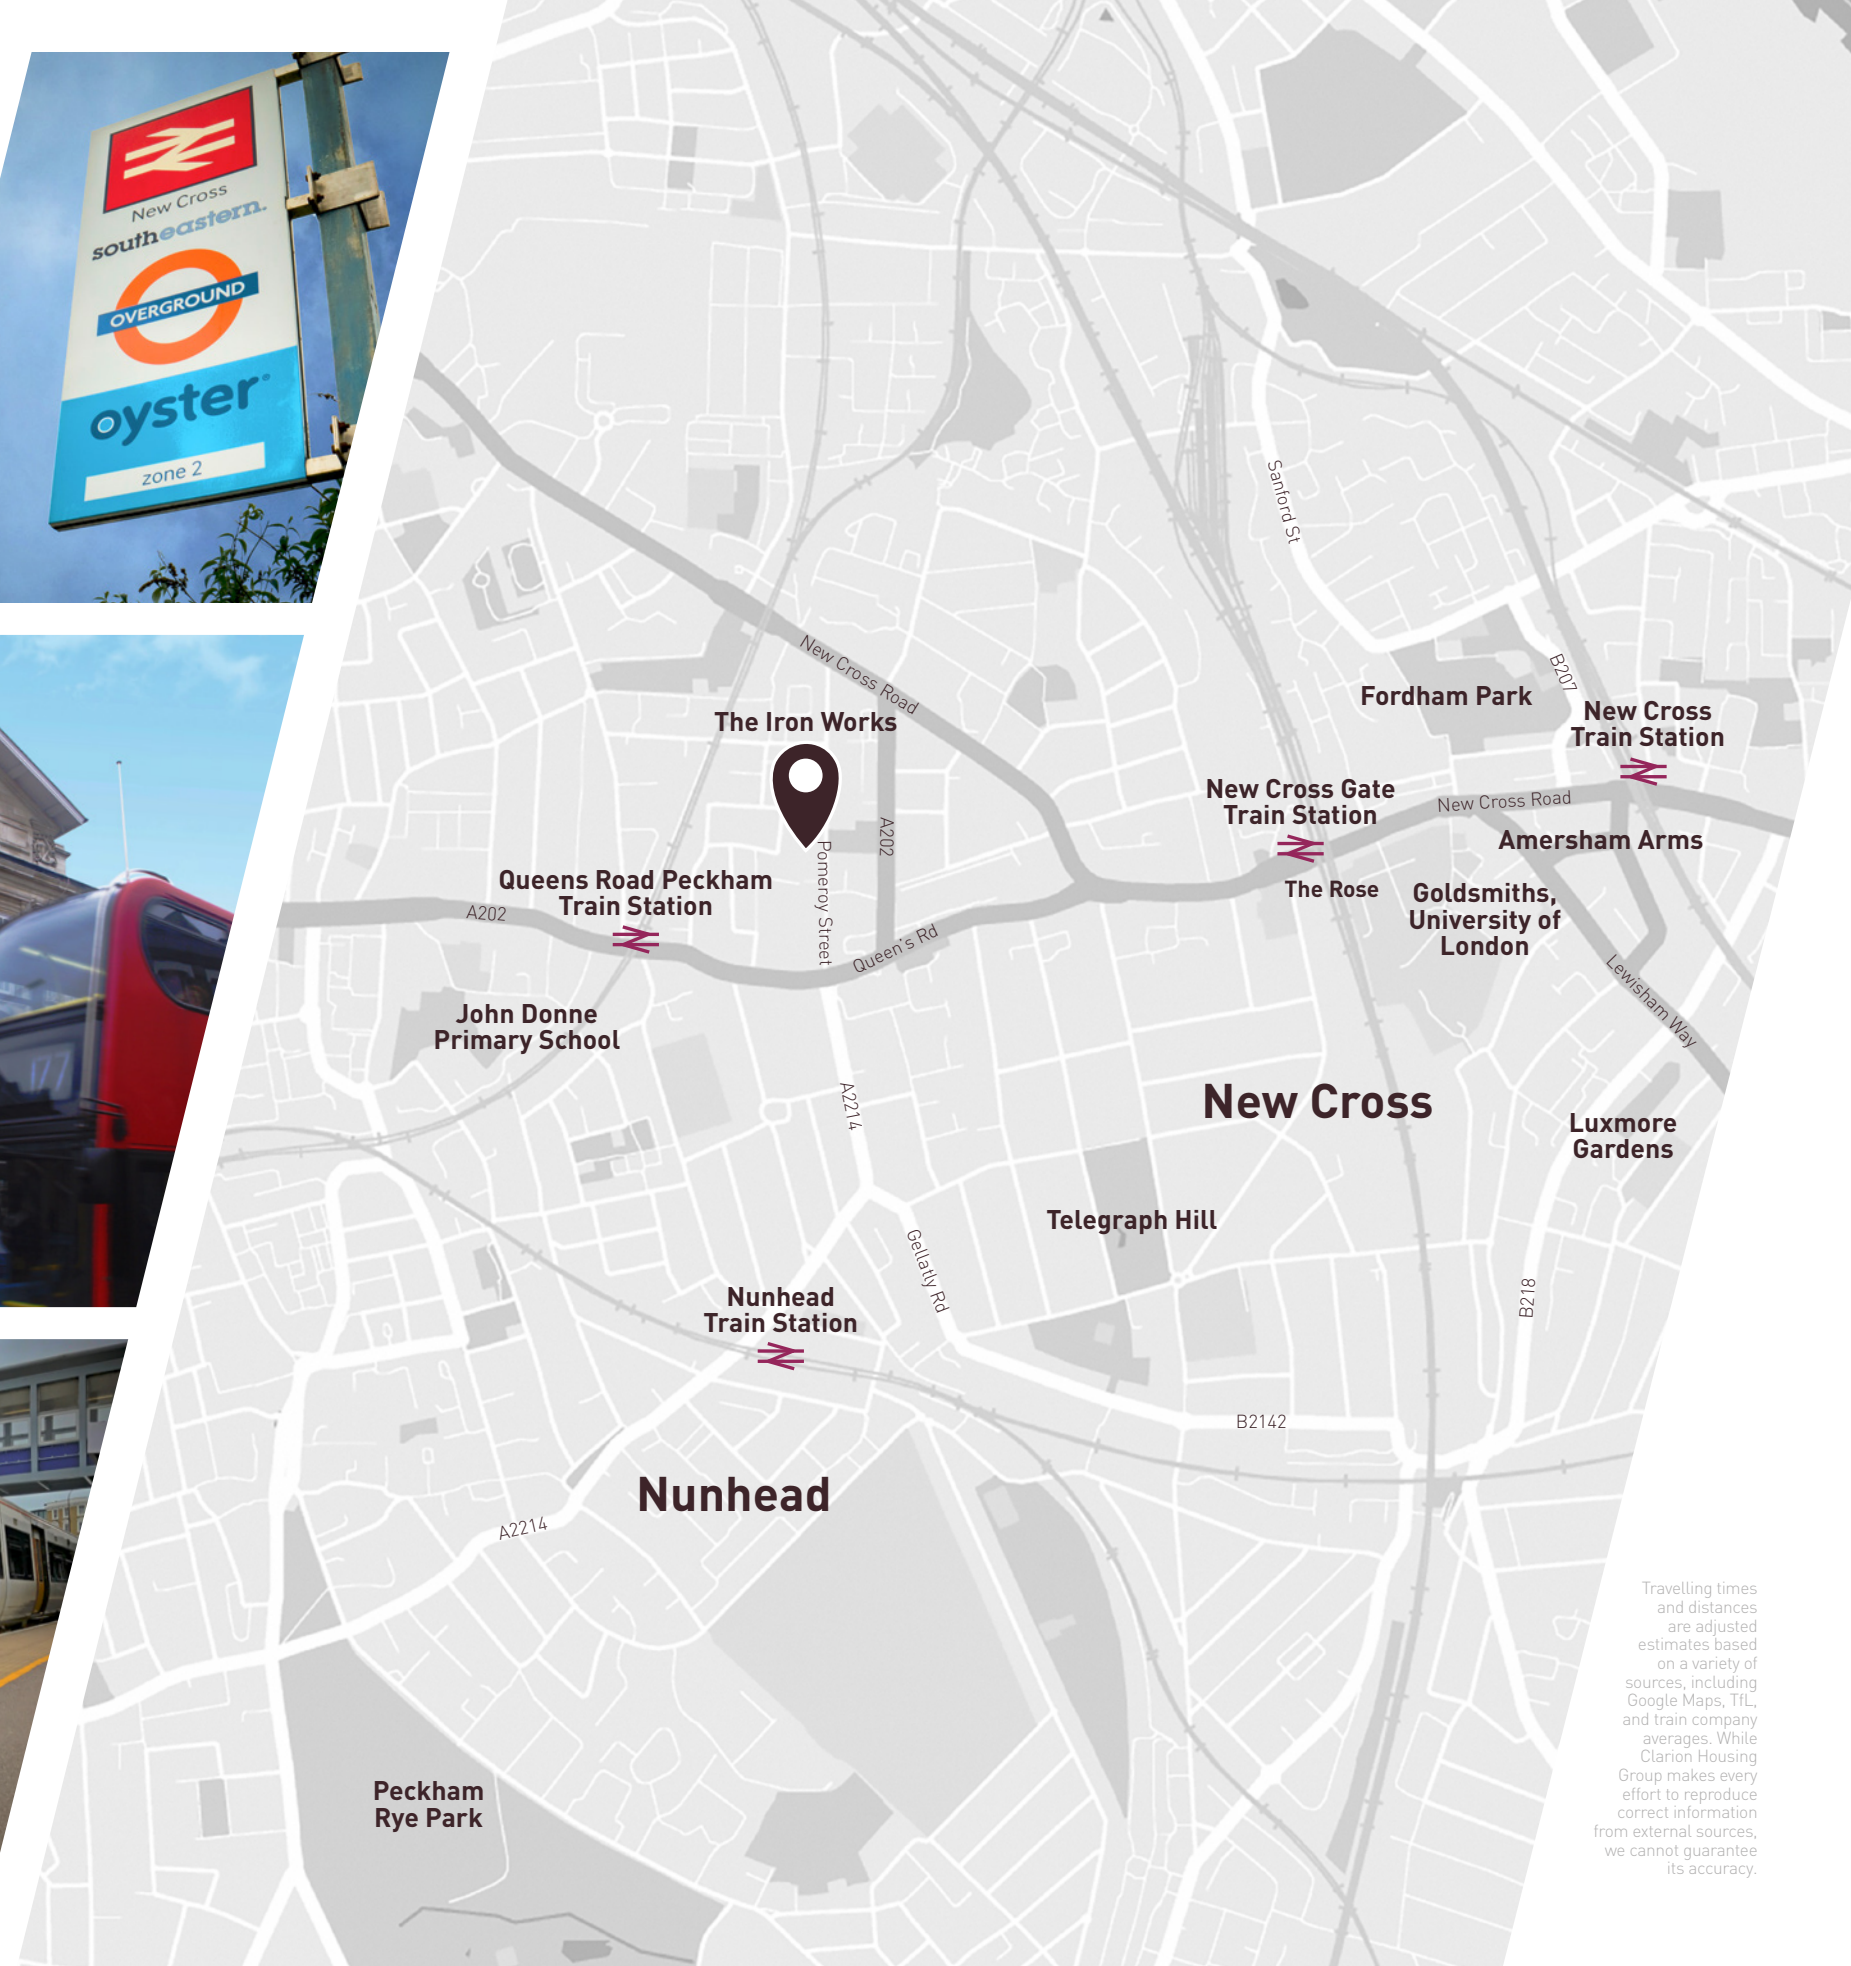 New Cross
southeastern.
OVERGROUND
oyster
zone 2
177
Sanford St
New Cross Road
B207
Fordham Park
New Cross
Train Station
The Iron Works
New Cross Gate
Train Station
New Cross Road
A202
Amersham Arms
Pomeroy Street
Queens Road Peckham
Train Station
A202
The Rose
Goldsmiths,
University of
London
Queen's Rd
Lewisham Way
John Donne
Primary School
A2214
New Cross
Luxmore
Gardens
Telegraph Hill
Gellatly Rd
Nunhead
Train Station
B218
B2142
Nunhead
A2214
Travelling times
and distances
are adjusted
estimates based
on a variety of
sources, including
Google Maps, TfL,
and train company
averages. While
Clarion Housing
Group makes every
effort to reproduce
correct information
from external sources,
we cannot guarantee
its accuracy.
Peckham
Rye Park